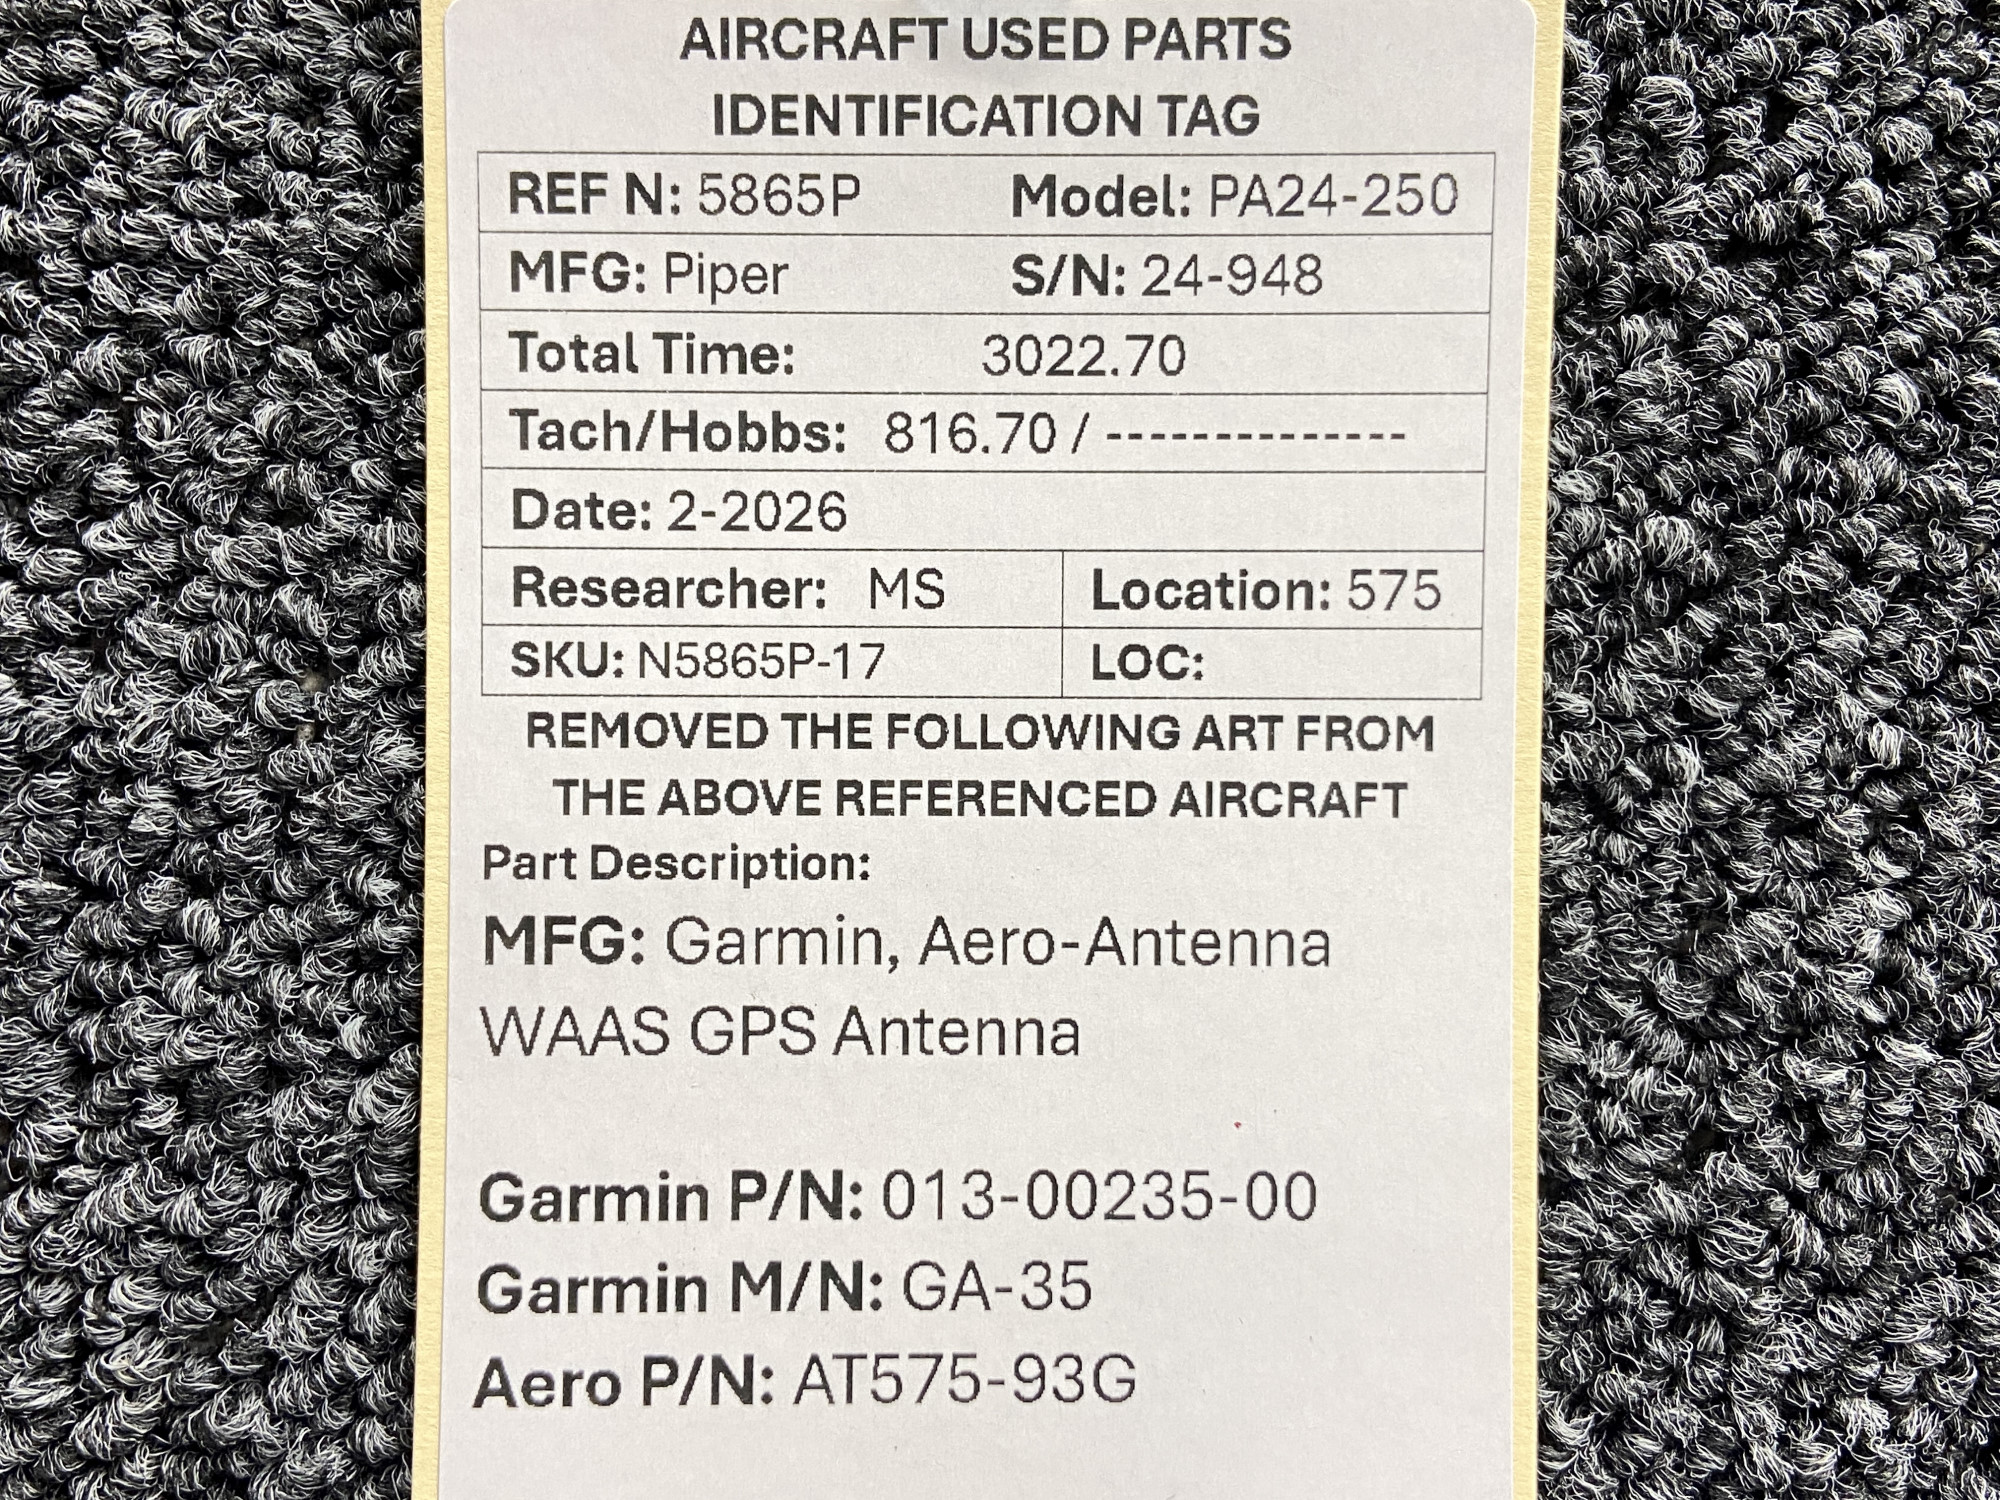 AIRCRAFT USED PARTS
IDENTIFICATION TAG
REF N: 5865P Model: PA24-250
MFG: Piper S/N: 24-948
Total Time: 3022.70
Tach/Hobbs: 816.70 / --------------
Date: 2-2026
Researcher: MS Location: 575
SKU: N5865P-17 LOC:
REMOVED THE FOLLOWING ART FROM
THE ABOVE REFERENCED AIRCRAFT
Part Description:
MFG: Garmin, Aero-Antenna
WAAS GPS Antenna
Garmin P/N: 013-00235-00
Garmin M/N: GA-35
Aero P/N: AT575-93G